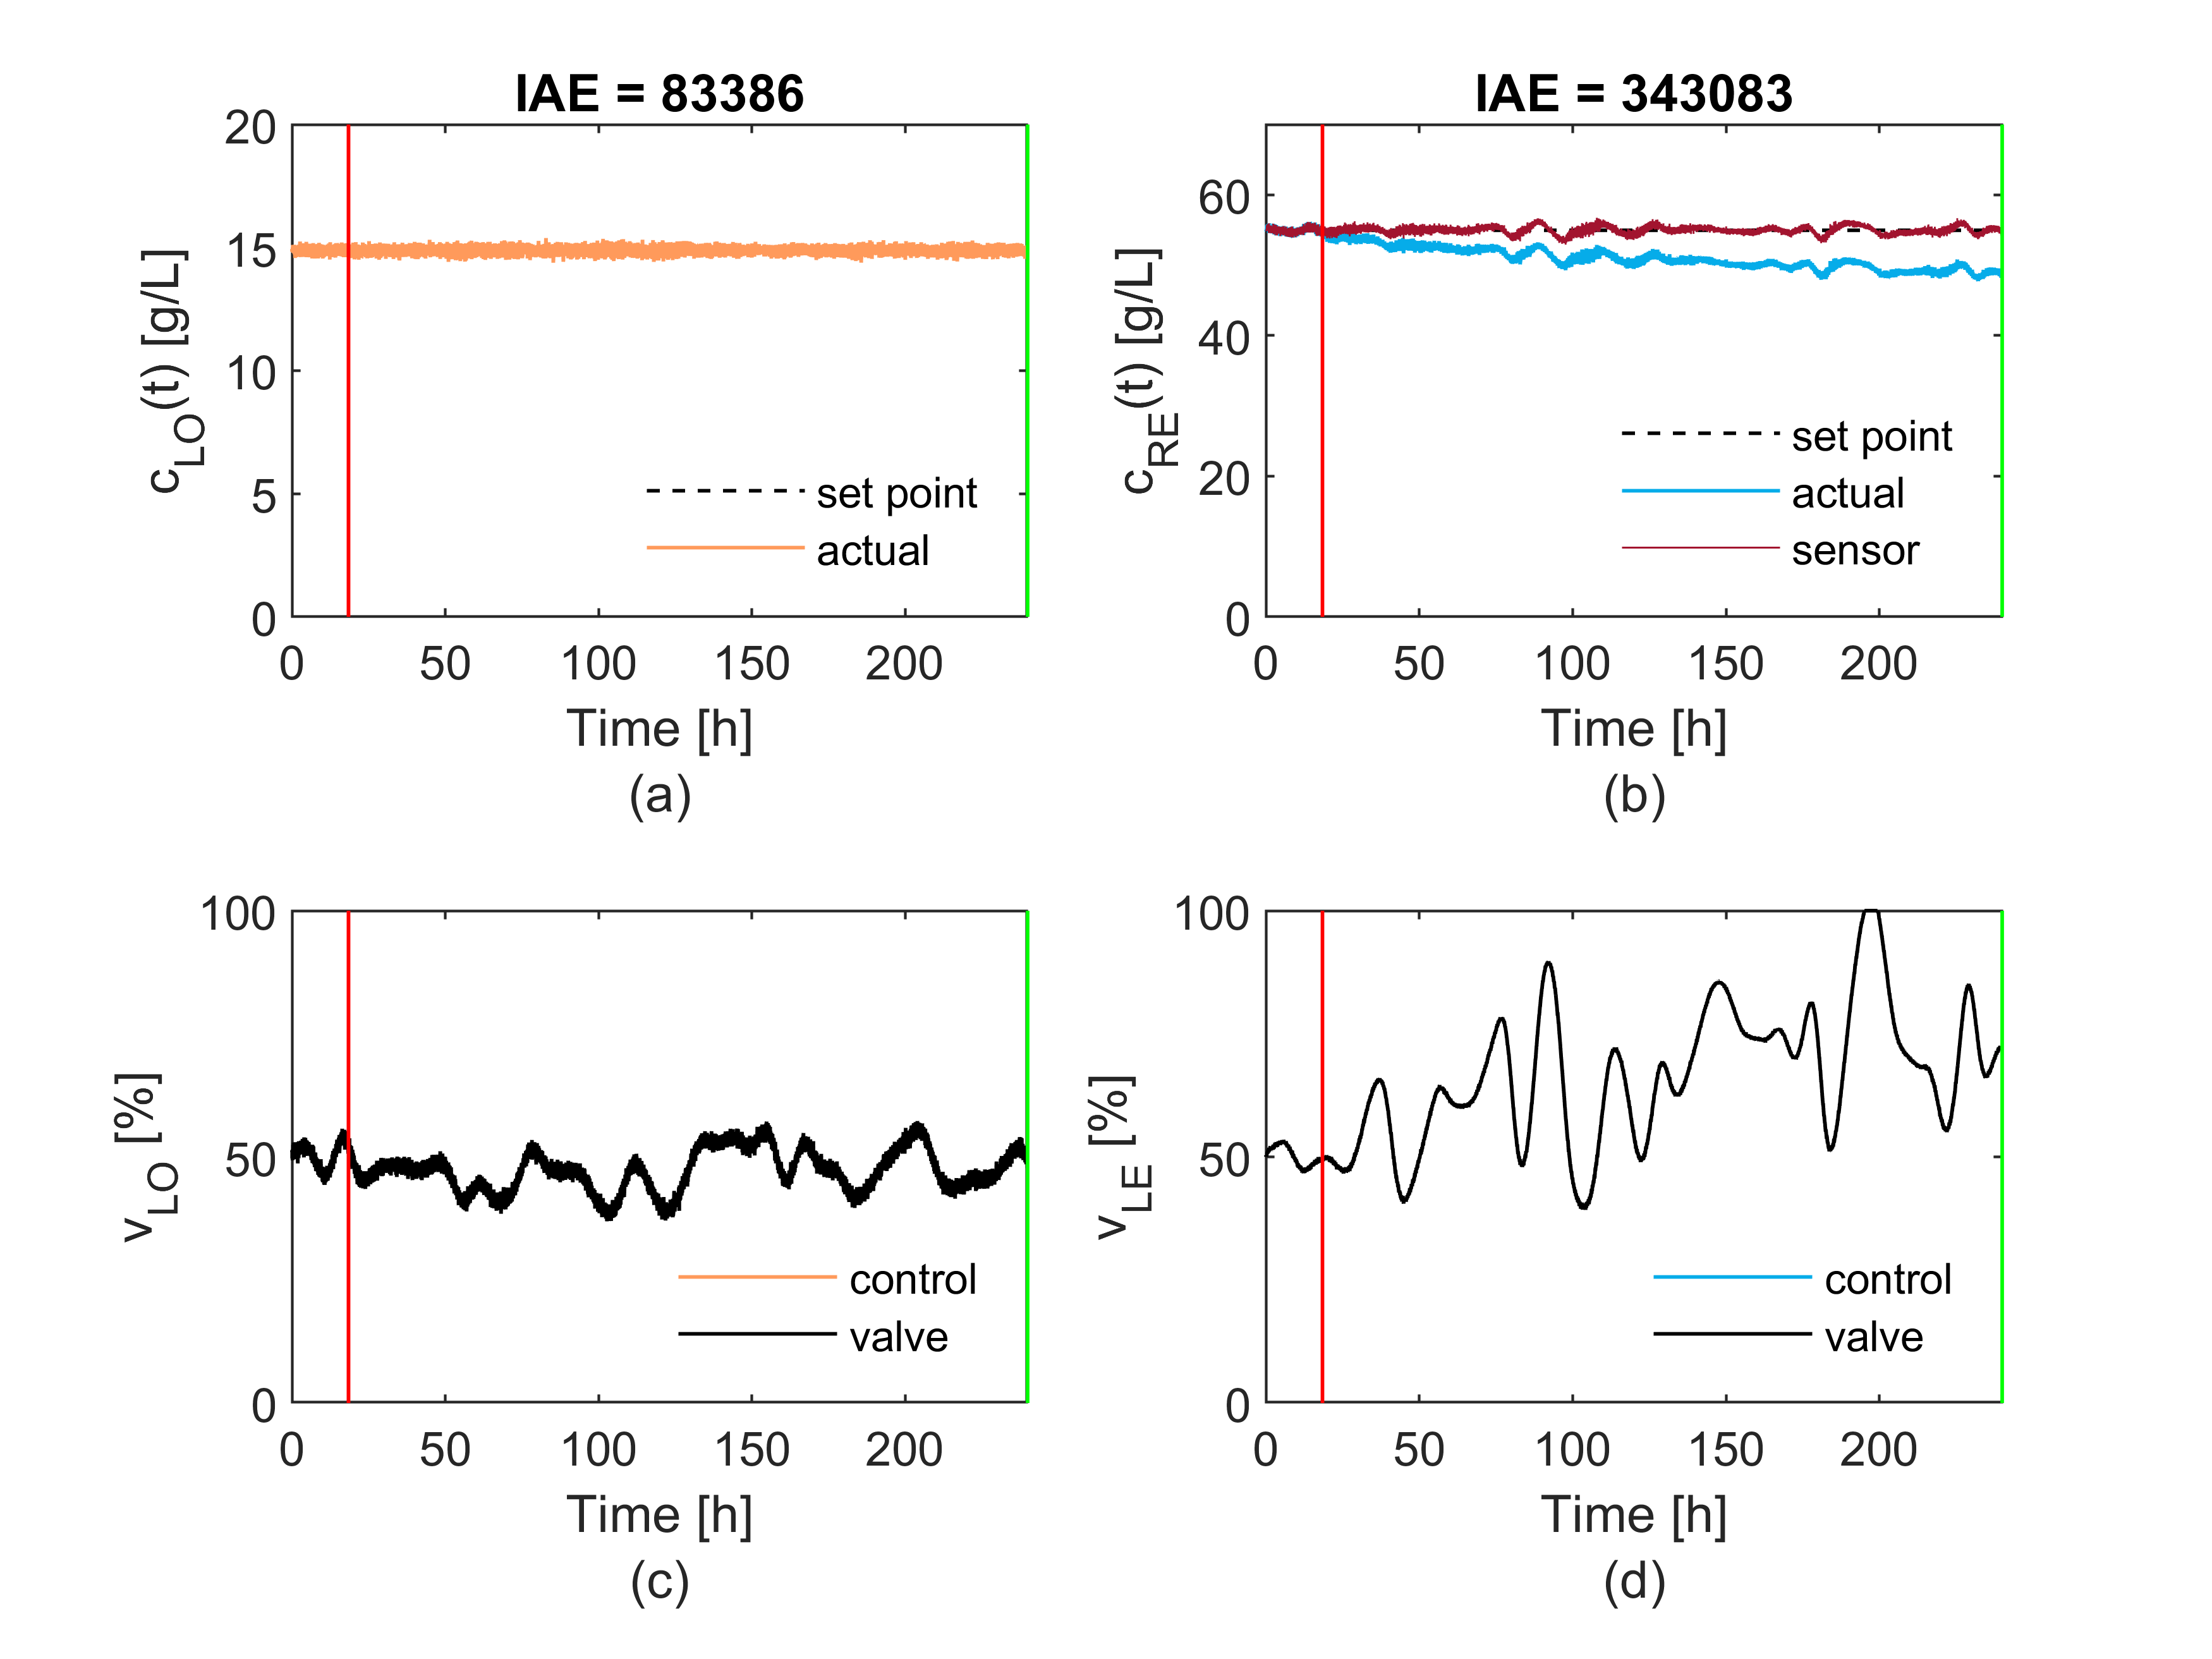 IAE = 83386
20
15
10
5
0
c_LO(t) [g/L]
set point
actual
0 50 100 150 200
Time [h]
(a)
IAE = 343083
60
40
20
0
c_RE(t) [g/L]
set point
actual
sensor
0 50 100 150 200
Time [h]
(b)
100
50
0
v_LO [%]
control
valve
0 50 100 150 200
Time [h]
(c)
100
50
0
v_LE [%]
control
valve
0 50 100 150 200
Time [h]
(d)